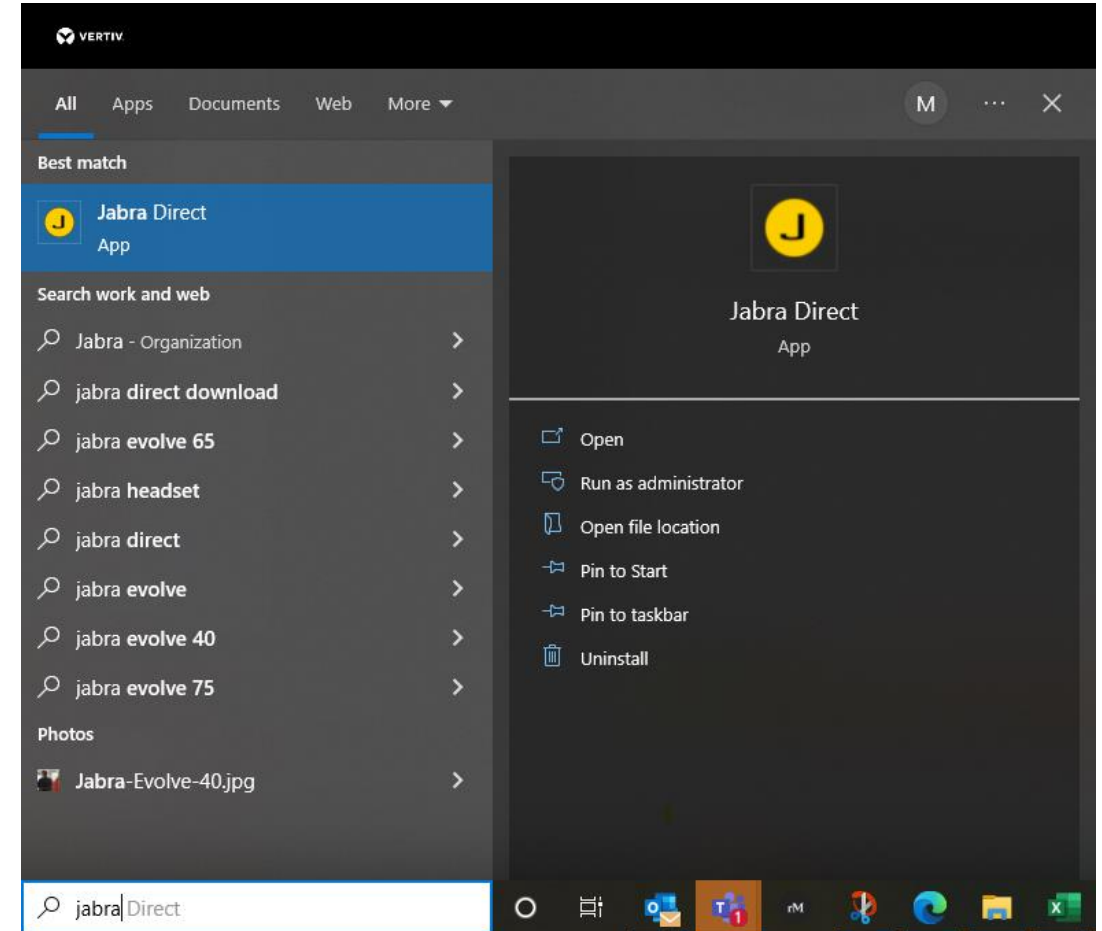 VERTIV.
All Apps Documents Web More
M ...
Best match
Jabra Direct
App
Search work and web
Jabra - Organization
jabra direct download
jabra evolve 65
jabra headset
jabra direct
jabra evolve
jabra evolve 40
jabra evolve 75
Photos
Jabra-Evolve-40.jpg
J
Jabra Direct
App
Open
Run as administrator
Open file location
Pin to Start
Pin to taskbar
Uninstall
jabra Direct
1
rM